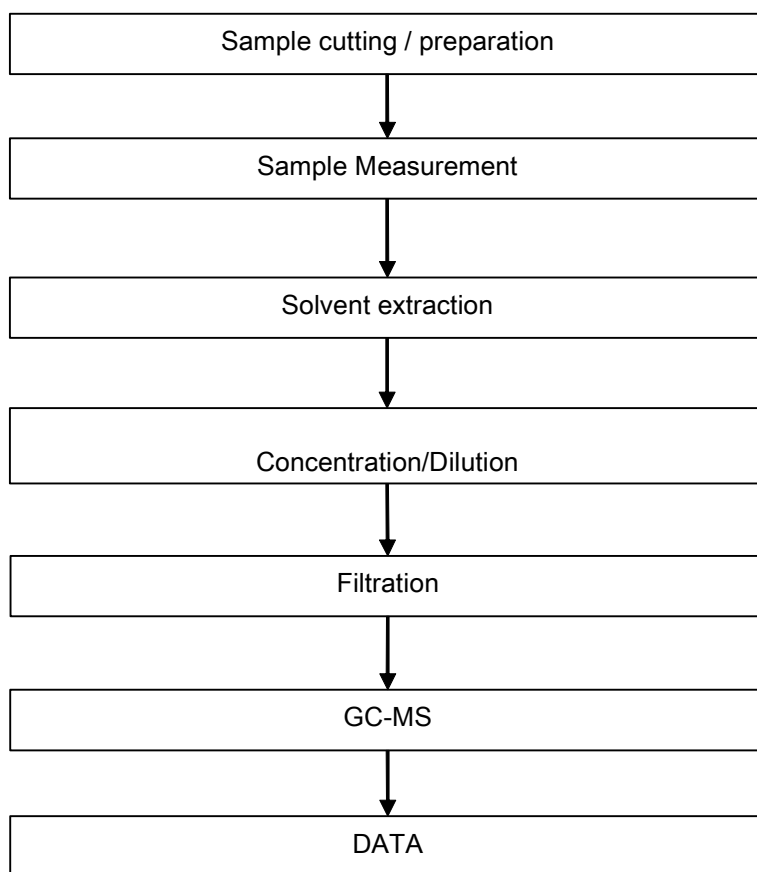 Sample cutting / preparation
Sample Measurement
Solvent extraction
Concentration/Dilution
Filtration
GC-MS
DATA